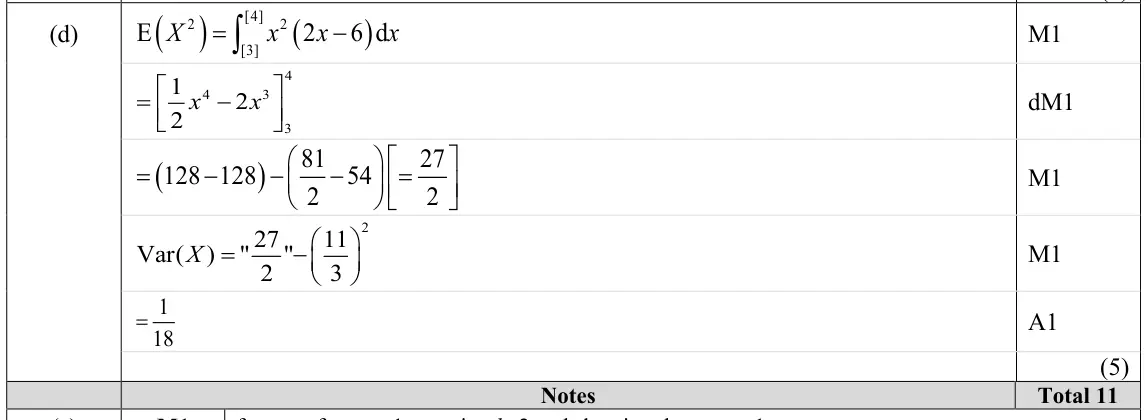 (d) E(X²) = ∫_[3]^[4] x²(2x − 6)dx M1
= [1/2 x⁴ − 2x³]₃⁴ dM1
= (128 − 128) − (81/2 − 54) [= 27/2] M1
Var(X) = "27/2" − (11/3)² M1
= 1/18 A1
(5)
Notes Total 11